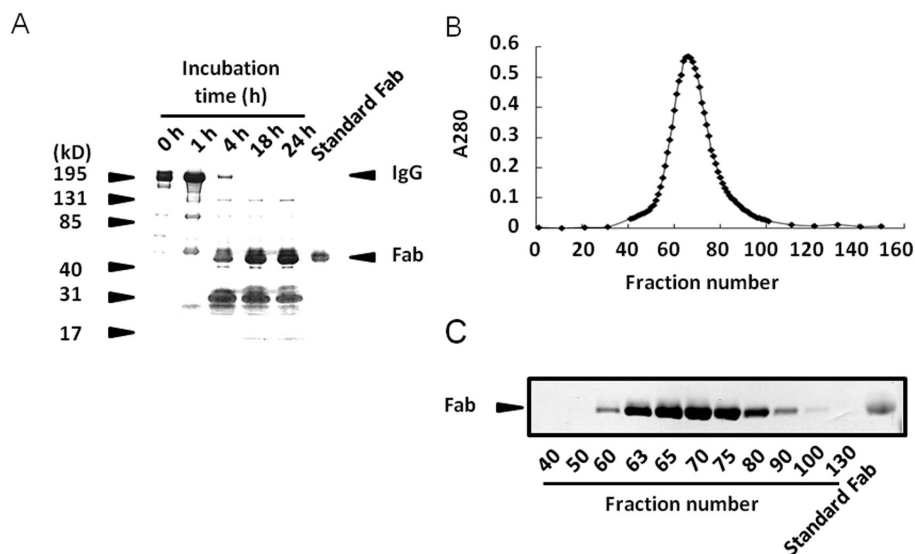 A
Incubation
time (h)
0 h
1 h
4 h
18 h
24 h
Standard Fab
(kD)
195
131
85
40
31
17
IgG
Fab
B
A280
0.6
0.5
0.4
0.3
0.2
0.1
0
0 20 40 60 80 100 120 140 160
Fraction number
C
Fab
40 50 60 63 65 70 75 80 90 100 130 Standard Fab
Fraction number